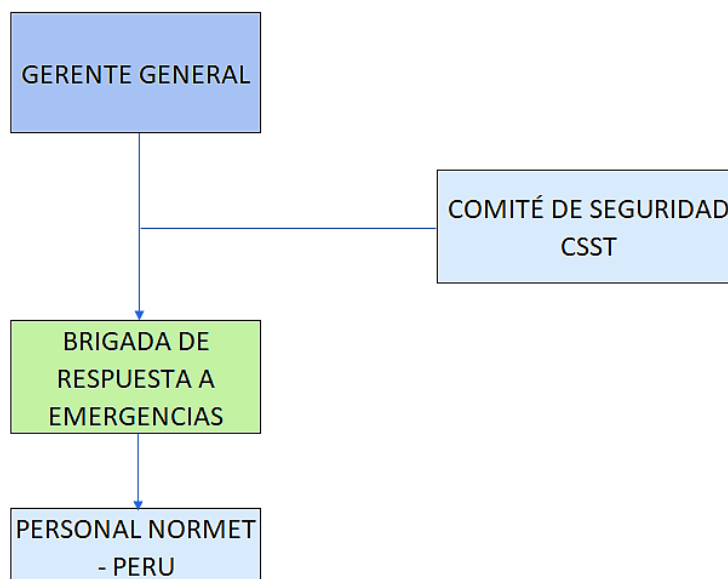 GERENTE GENERAL
COMITÉ DE SEGURIDAD
CSST
BRIGADA DE
RESPUESTA A
EMERGENCIAS
PERSONAL NORMET
- PERU